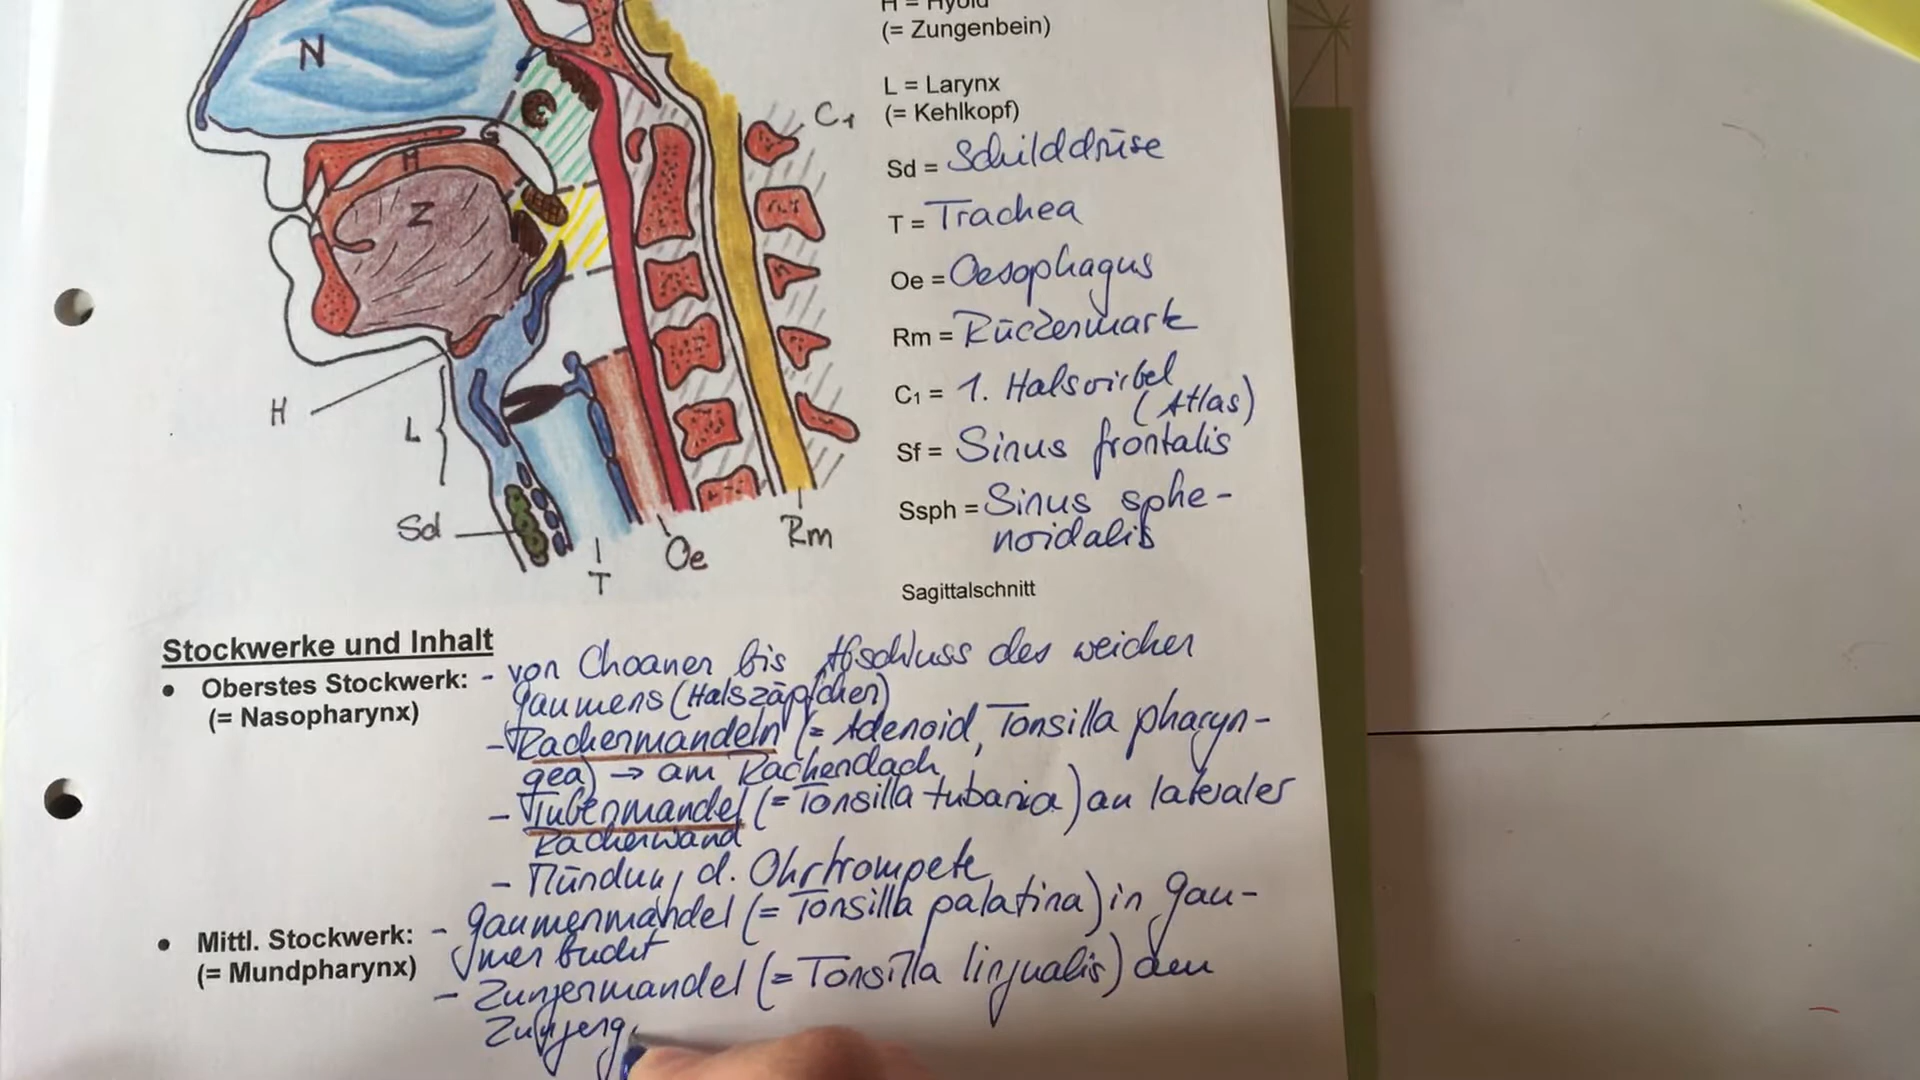 N
H
Z
C1
H
L
Sd
T
Oe
Rm
H = Hyoid
(= Zungenbein)
L = Larynx
(= Kehlkopf)
Sd = Schilddrüse
T = Trachea
Oe = Oesophagus
Rm = Rückenmark
C1 = 1. Halswirbel
(Atlas)
Sf = Sinus frontalis
Ssph = Sinus sphe-
noidalis
Sagittalschnitt
Stockwerke und Inhalt
• Oberstes Stockwerk: - von Choanen bis Abschluss des weichen
(= Nasopharynx) Gaumens (Halszäpfchen)
- Rachenmandeln (= Adenoid, Tonsilla pharyn-
gea) → am Rachendach
- Tubenmandel (= Tonsilla tubaria) an lateraler
Rachenwand
- Mündung d. Ohrtrompete
• Mittl. Stockwerk: - Gaumenmandel (= Tonsilla palatina) in Gau-
(= Mundpharynx) menbucht
- Zungenmandel (= Tonsilla lingualis) am
Zungeng